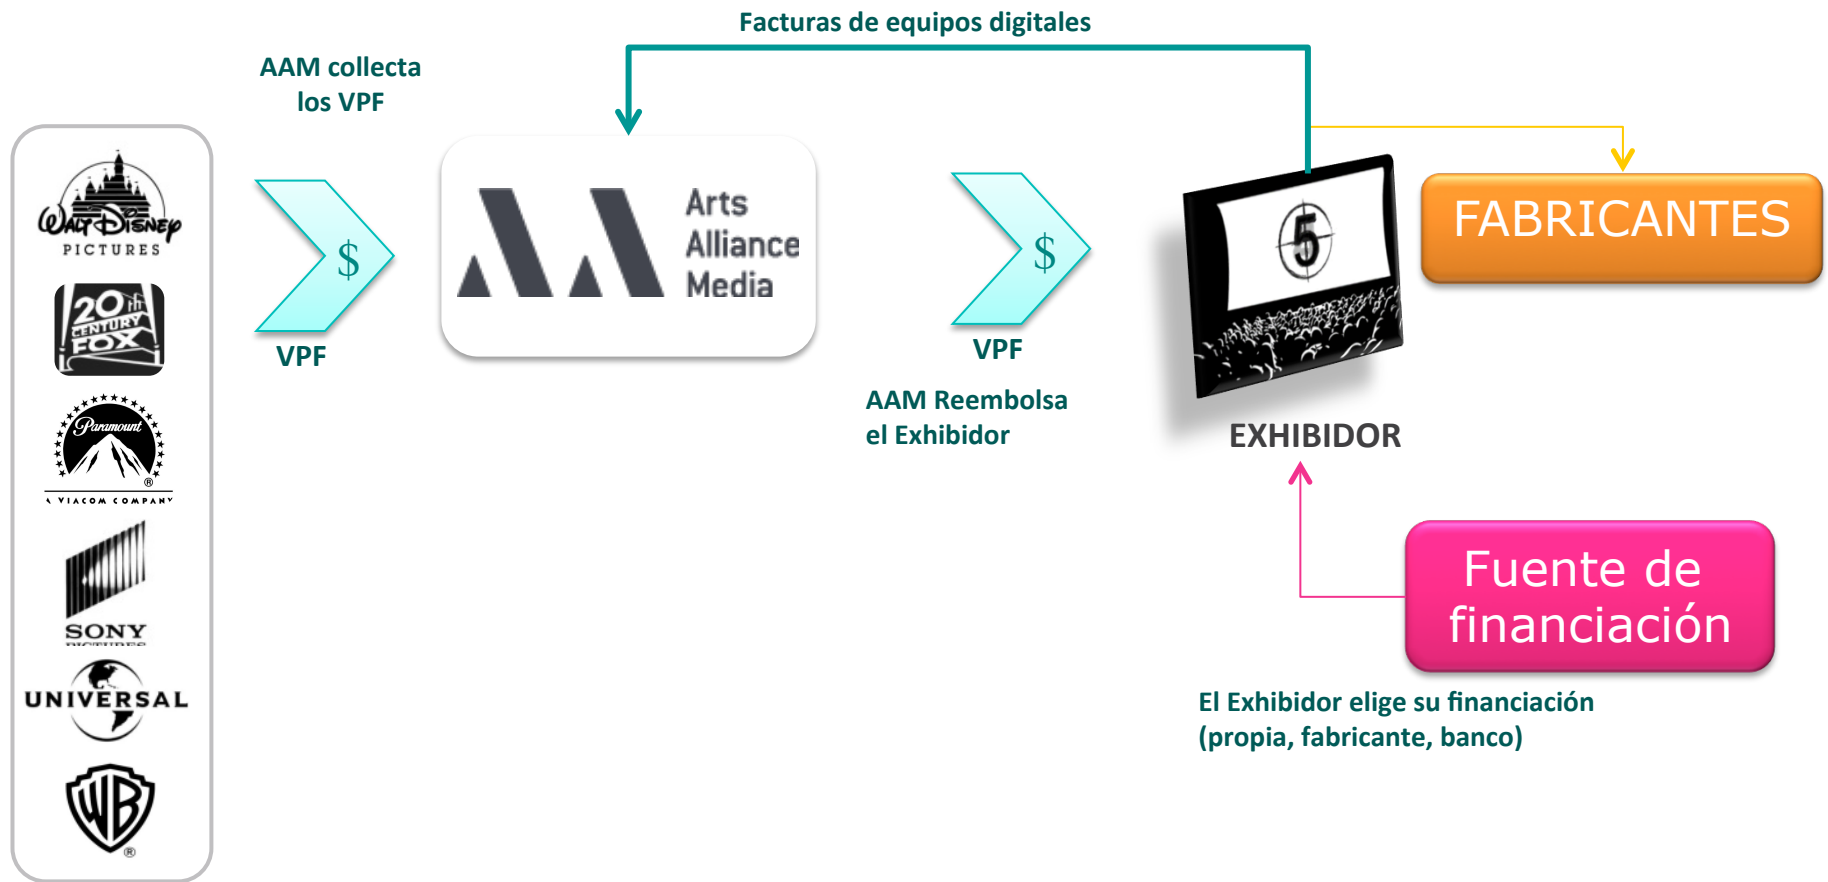 Facturas de equipos digitales
AAM collecta
los VPF
WALT DISNEY
PICTURES
20th
CENTURY
FOX
Paramount
®
A VIACOM COMPANY
SONY
PICTURES
UNIVERSAL
WB
®
$
VPF
Arts
Alliance
Media
$
VPF
AAM Reembolsa
el Exhibidor
5
EXHIBIDOR
FABRICANTES
Fuente de
financiación
El Exhibidor elige su financiación
(propia, fabricante, banco)